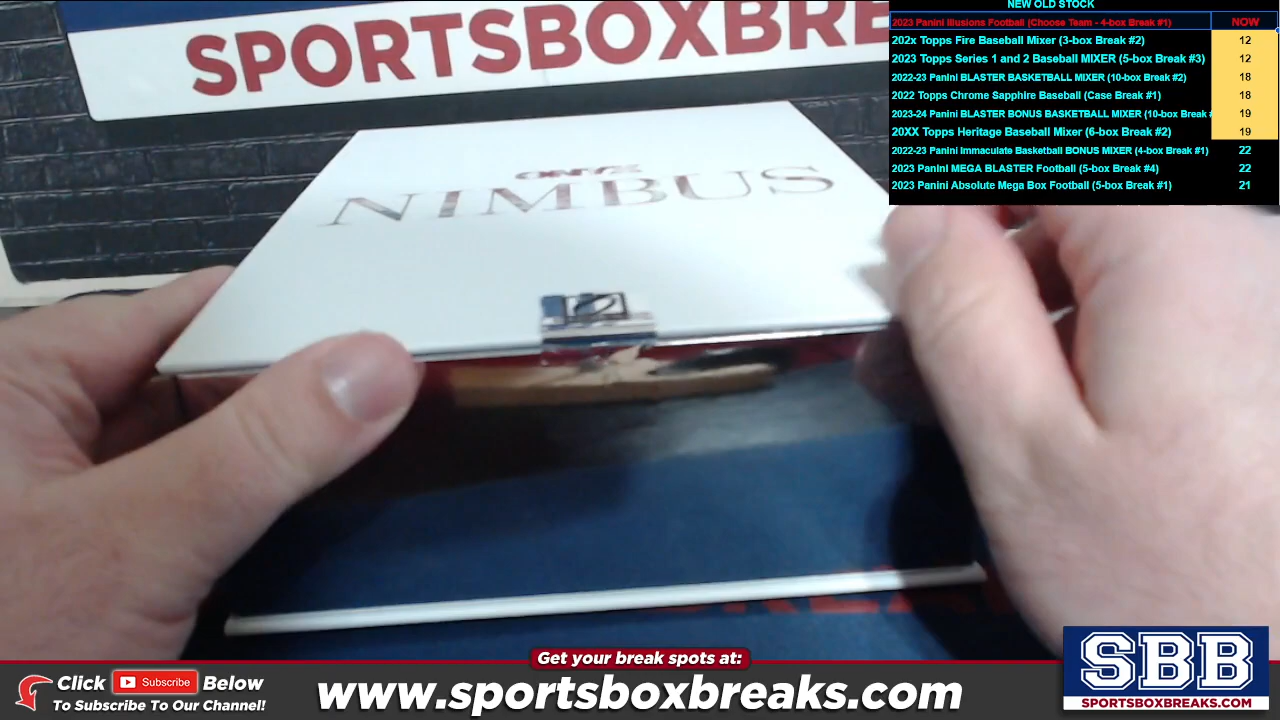 SPORTSBOXBRE
NEW OLD STOCK
2023 Panini Illusions Football (Choose Team - 4-box Break #1) NOW
202x Topps Fire Baseball Mixer (3-box Break #2) 12
2023 Topps Series 1 and 2 Baseball MIXER (5-box Break #3) 12
2022-23 Panini BLASTER BASKETBALL MIXER (10-box Break #2) 18
2022 Topps Chrome Sapphire Baseball (Case Break #1) 18
2023-24 Panini BLASTER BONUS BASKETBALL MIXER (10-box Break # 19
20XX Topps Heritage Baseball Mixer (6-box Break #2) 19
2022-23 Panini Immaculate Basketball BONUS MIXER (4-box Break #1) 22
2023 Panini MEGA BLASTER Football (5-box Break #4) 22
2023 Panini Absolute Mega Box Football (5-box Break #1) 21
ONYX
NIMBUS
Get your break spots at:
Click Subscribe Below
To Subscribe To Our Channel!
www.sportsboxbreaks.com
SBB
SPORTSBOXBREAKS.COM